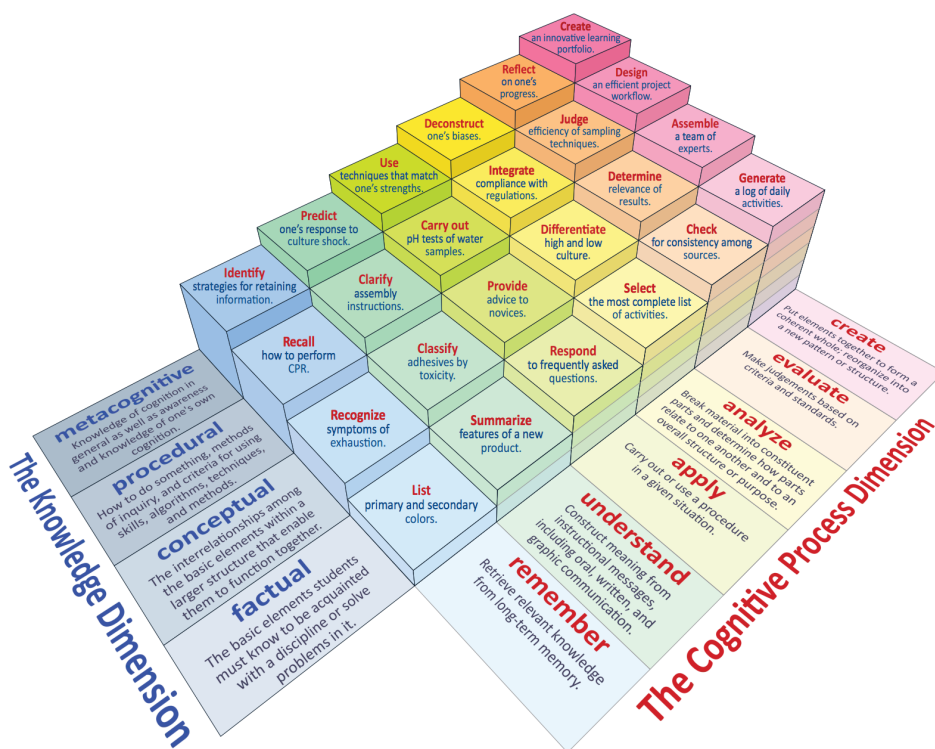 Create
an innovative learning
portfolio.
Reflect
on one's
progress.
Design
an efficient project
workflow.
Deconstruct
one's biases.
Judge
efficiency of sampling
techniques.
Assemble
a team of
experts.
Use
techniques that match
one's strengths.
Integrate
compliance with
regulations.
Determine
relevance of
results.
Generate
a log of daily
activities.
Predict
one's response to
culture shock.
Carry out
pH tests of water
samples.
Differentiate
high and low
culture.
Check
for consistency among
sources.
Identify
strategies for retaining
information.
Clarify
assembly
instructions.
Provide
advice to
novices.
Select
the most complete list
of activities.
Recall
how to perform
CPR.
Classify
adhesives by
toxicity.
Respond
to frequently asked
questions.
Recognize
symptoms of
exhaustion.
Summarize
features of a new
product.
List
primary and secondary
colors.
The Knowledge Dimension
metacognitive
Knowledge of cognition in
general as well as awareness
and knowledge of one's own
cognition.
procedural
How to do something, methods
of inquiry, and criteria for using
skills, algorithms, techniques,
and methods.
conceptual
The interrelationships among
the basic elements within a
larger structure that enable
them to function together.
factual
The basic elements students
must know to be acquainted
with a discipline or solve
problems in it.
The Cognitive Process Dimension
remember
Retrieve relevant knowledge
from long-term memory.
understand
Construct meaning from
instructional messages,
including oral, written, and
graphic communication.
apply
Carry out or use a procedure
in a given situation.
analyze
Break material into constituent
parts and determine how parts
relate to one another and to an
overall structure or purpose.
evaluate
Make judgements based on
criteria and standards.
create
Put elements together to form a
coherent whole; reorganize into
a new pattern or structure.